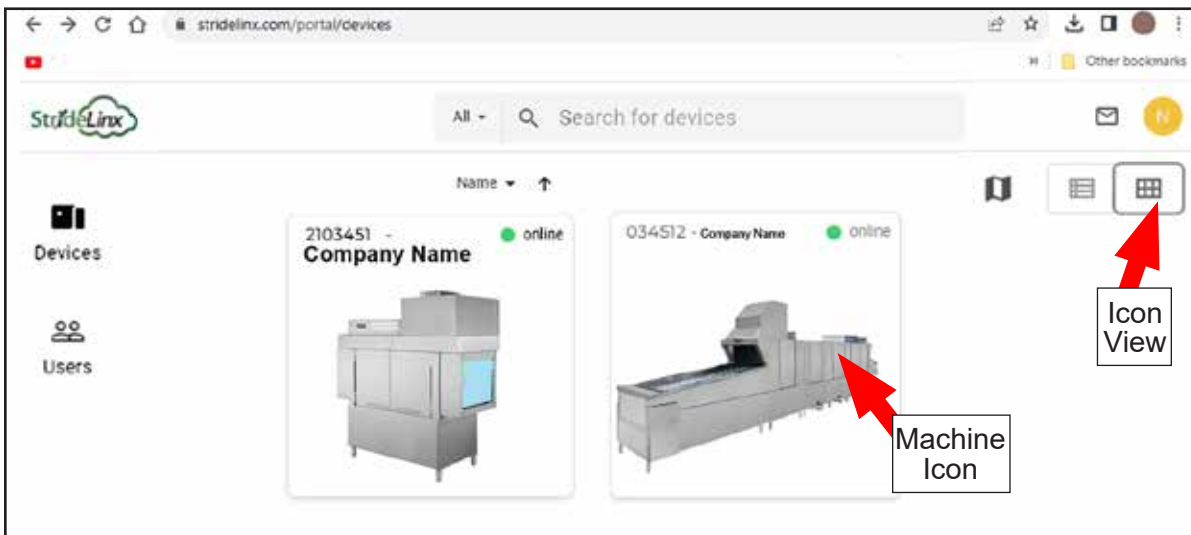 stridelinx.com/portal/devices
Other bookmarks
StrideLinx
All
Search for devices
N
Name
Devices
Users
2103451 -
online
Company Name
034512 - Company Name
online
Icon
View
Machine
Icon